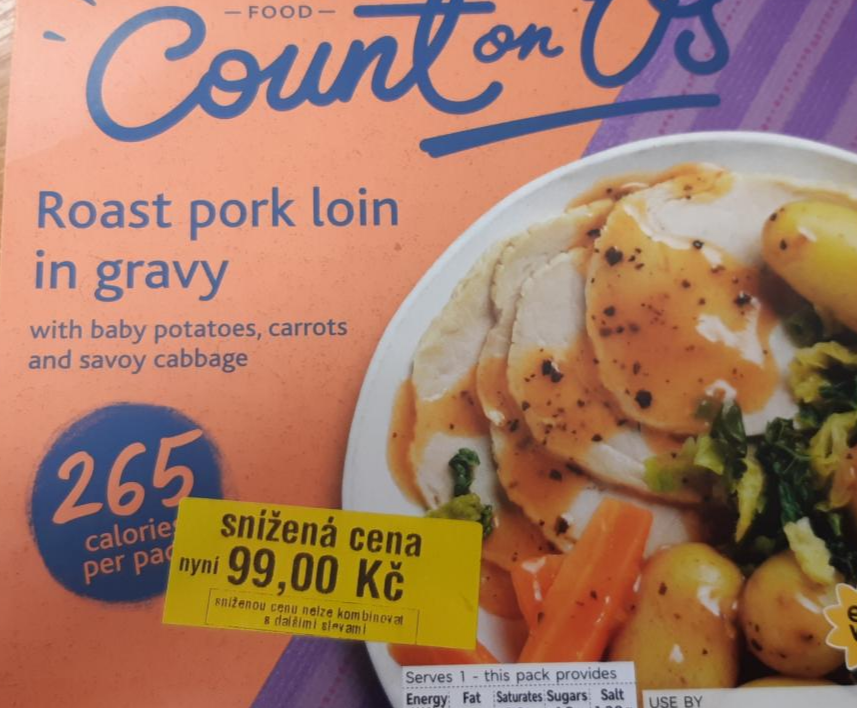 — FOOD —
Count on Us
Roast pork loin
in gravy
with baby potatoes, carrots
and savoy cabbage
265
calories
per pac
snížená cena
nyní 99,00 Kč
sníženou cenu nelze kombinovat
s dalšími slevami
Serves 1 - this pack provides
Energy Fat Saturates Sugars Salt
USE BY